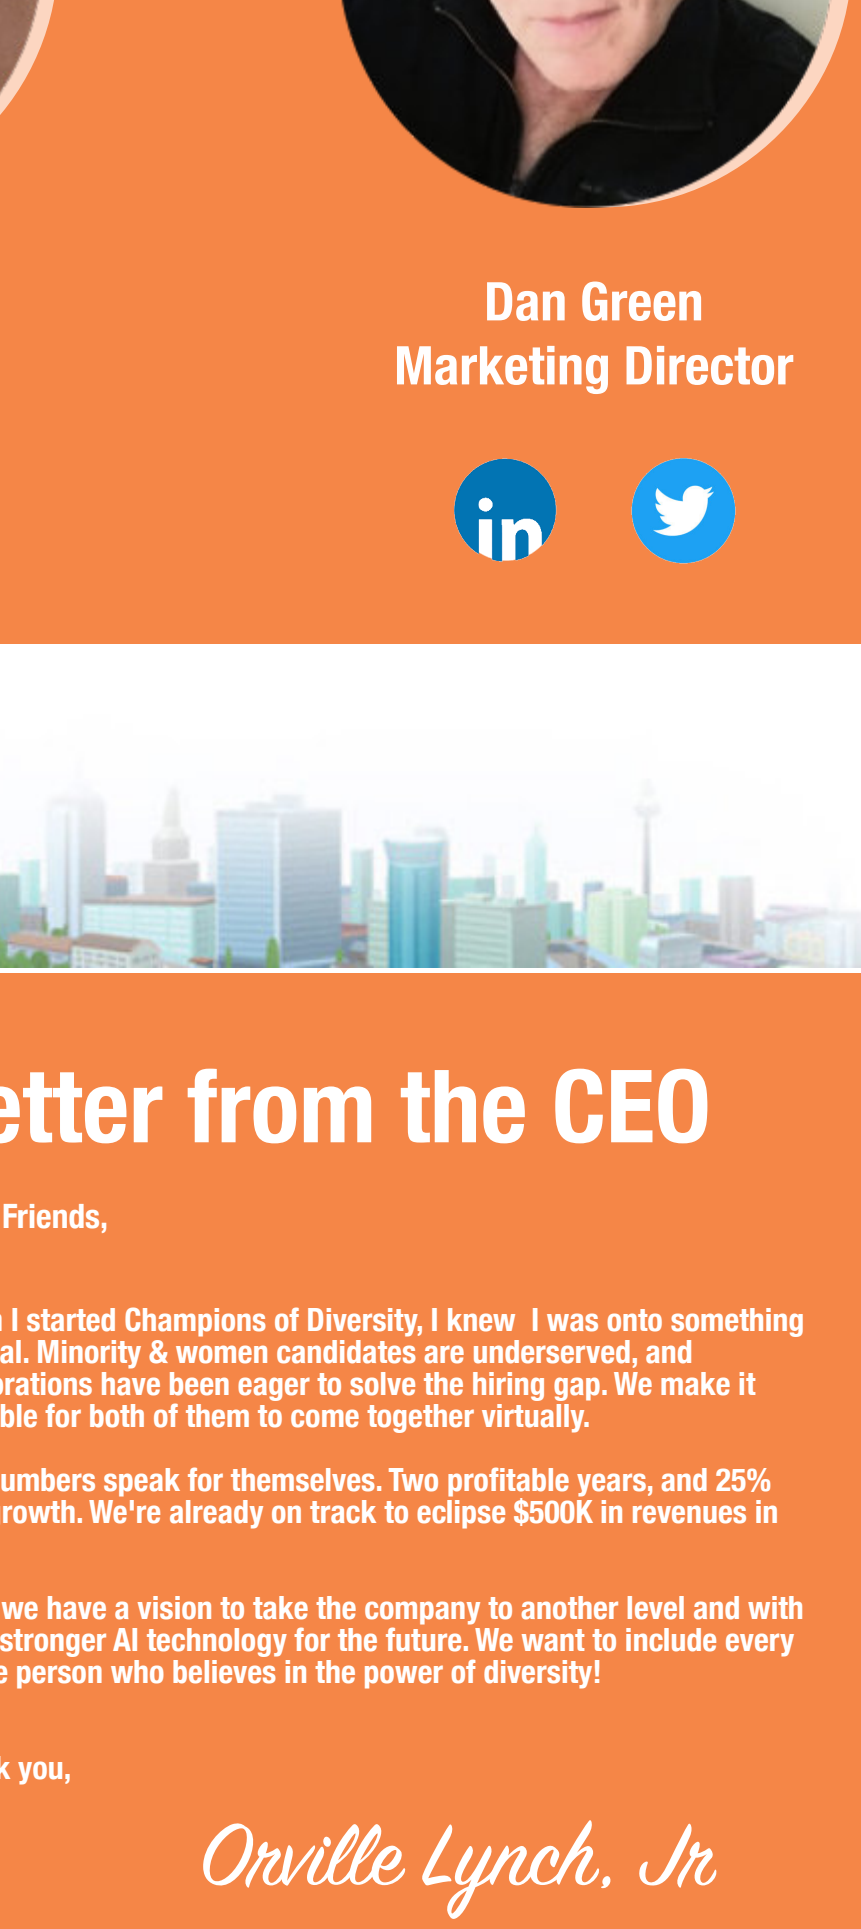 Dan Green
Marketing Director
in
etter from the CEO
Friends,
I started Champions of Diversity, I knew  I was onto something
al. Minority & women candidates are underserved, and
orations have been eager to solve the hiring gap. We make it
ble for both of them to come together virtually.
umbers speak for themselves. Two profitable years, and 25%
rowth. We're already on track to eclipse $500K in revenues in
we have a vision to take the company to another level and with
stronger AI technology for the future. We want to include every
e person who believes in the power of diversity!
k you,
Orville Lynch, Jr